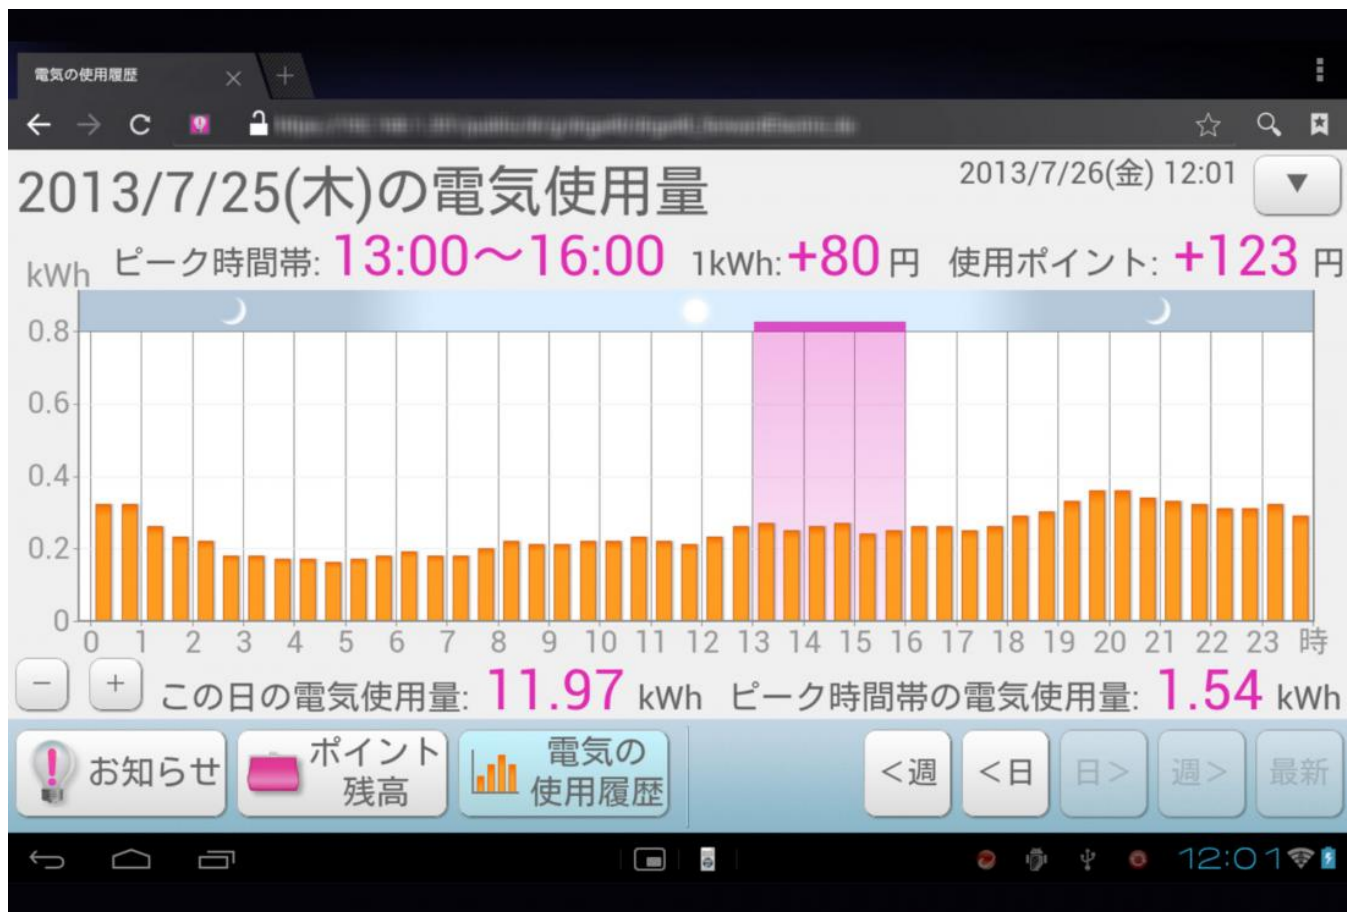 電気の使用履歴
2013/7/25(木)の電気使用量
2013/7/26(金) 12:01
▼
kWh
ピーク時間帯: 13:00～16:00 1kWh: +80 円 使用ポイント: +123 円
0.8
0.6
0.4
0.2
0
0 1 2 3 4 5 6 7 8 9 10 11 12 13 14 15 16 17 18 19 20 21 22 23 時
− + この日の電気使用量: 11.97 kWh ピーク時間帯の電気使用量: 1.54 kWh
お知らせ
ポイント
残高
電気の
使用履歴
<週
<日
日>
週>
最新
12:01